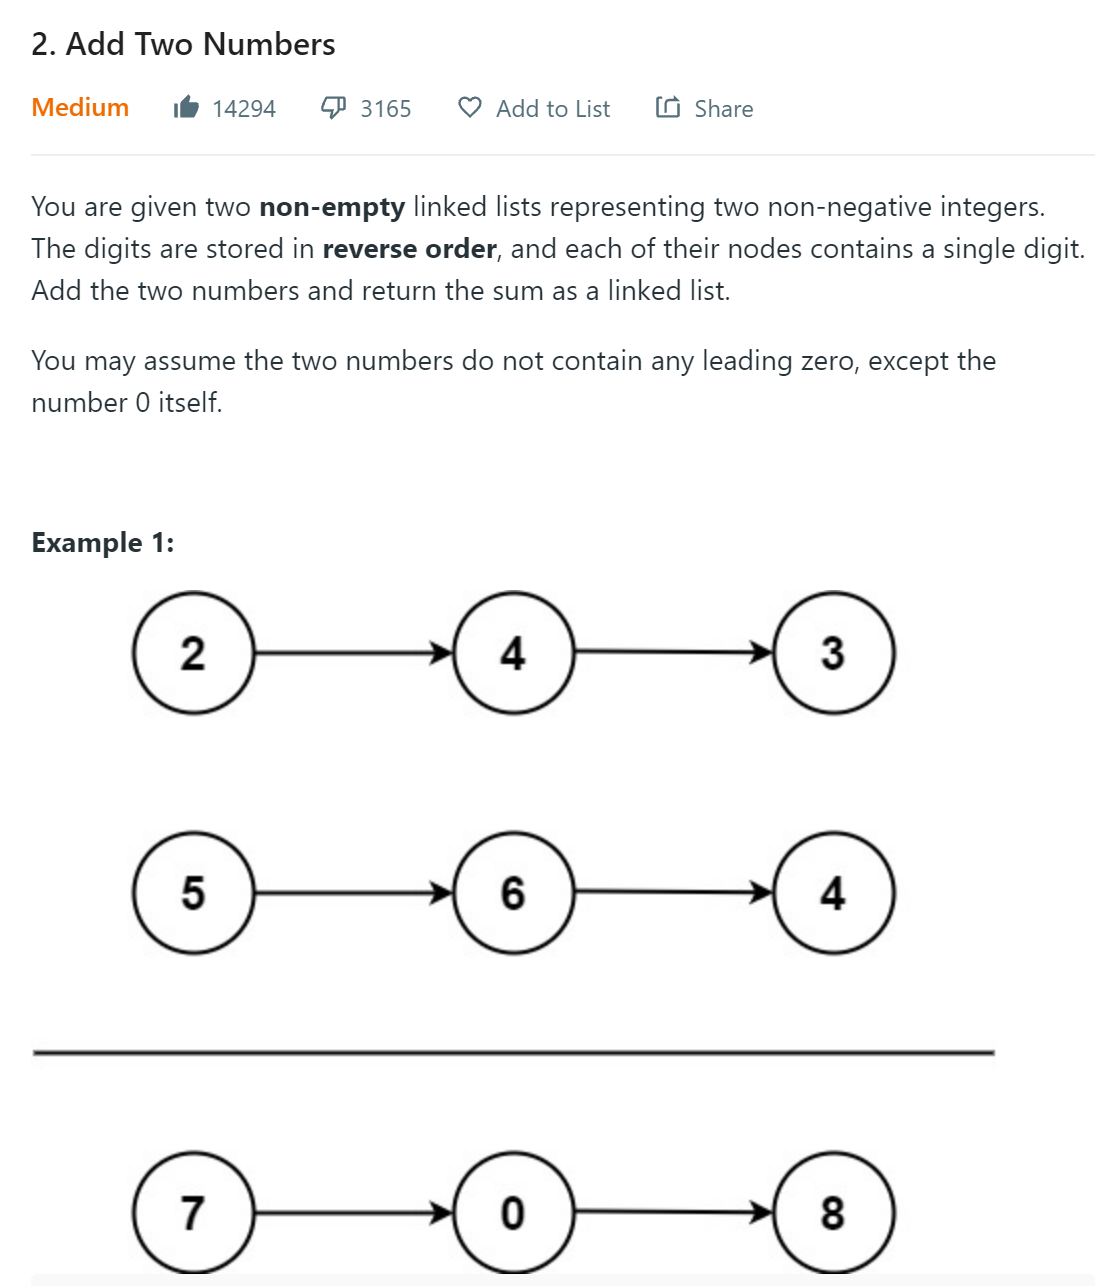 2. Add Two Numbers
Medium 14294 3165 Add to List Share
You are given two non-empty linked lists representing two non-negative integers.
The digits are stored in reverse order, and each of their nodes contains a single digit.
Add the two numbers and return the sum as a linked list.
You may assume the two numbers do not contain any leading zero, except the
number 0 itself.
Example 1:
2 4 3
5 6 4
7 0 8